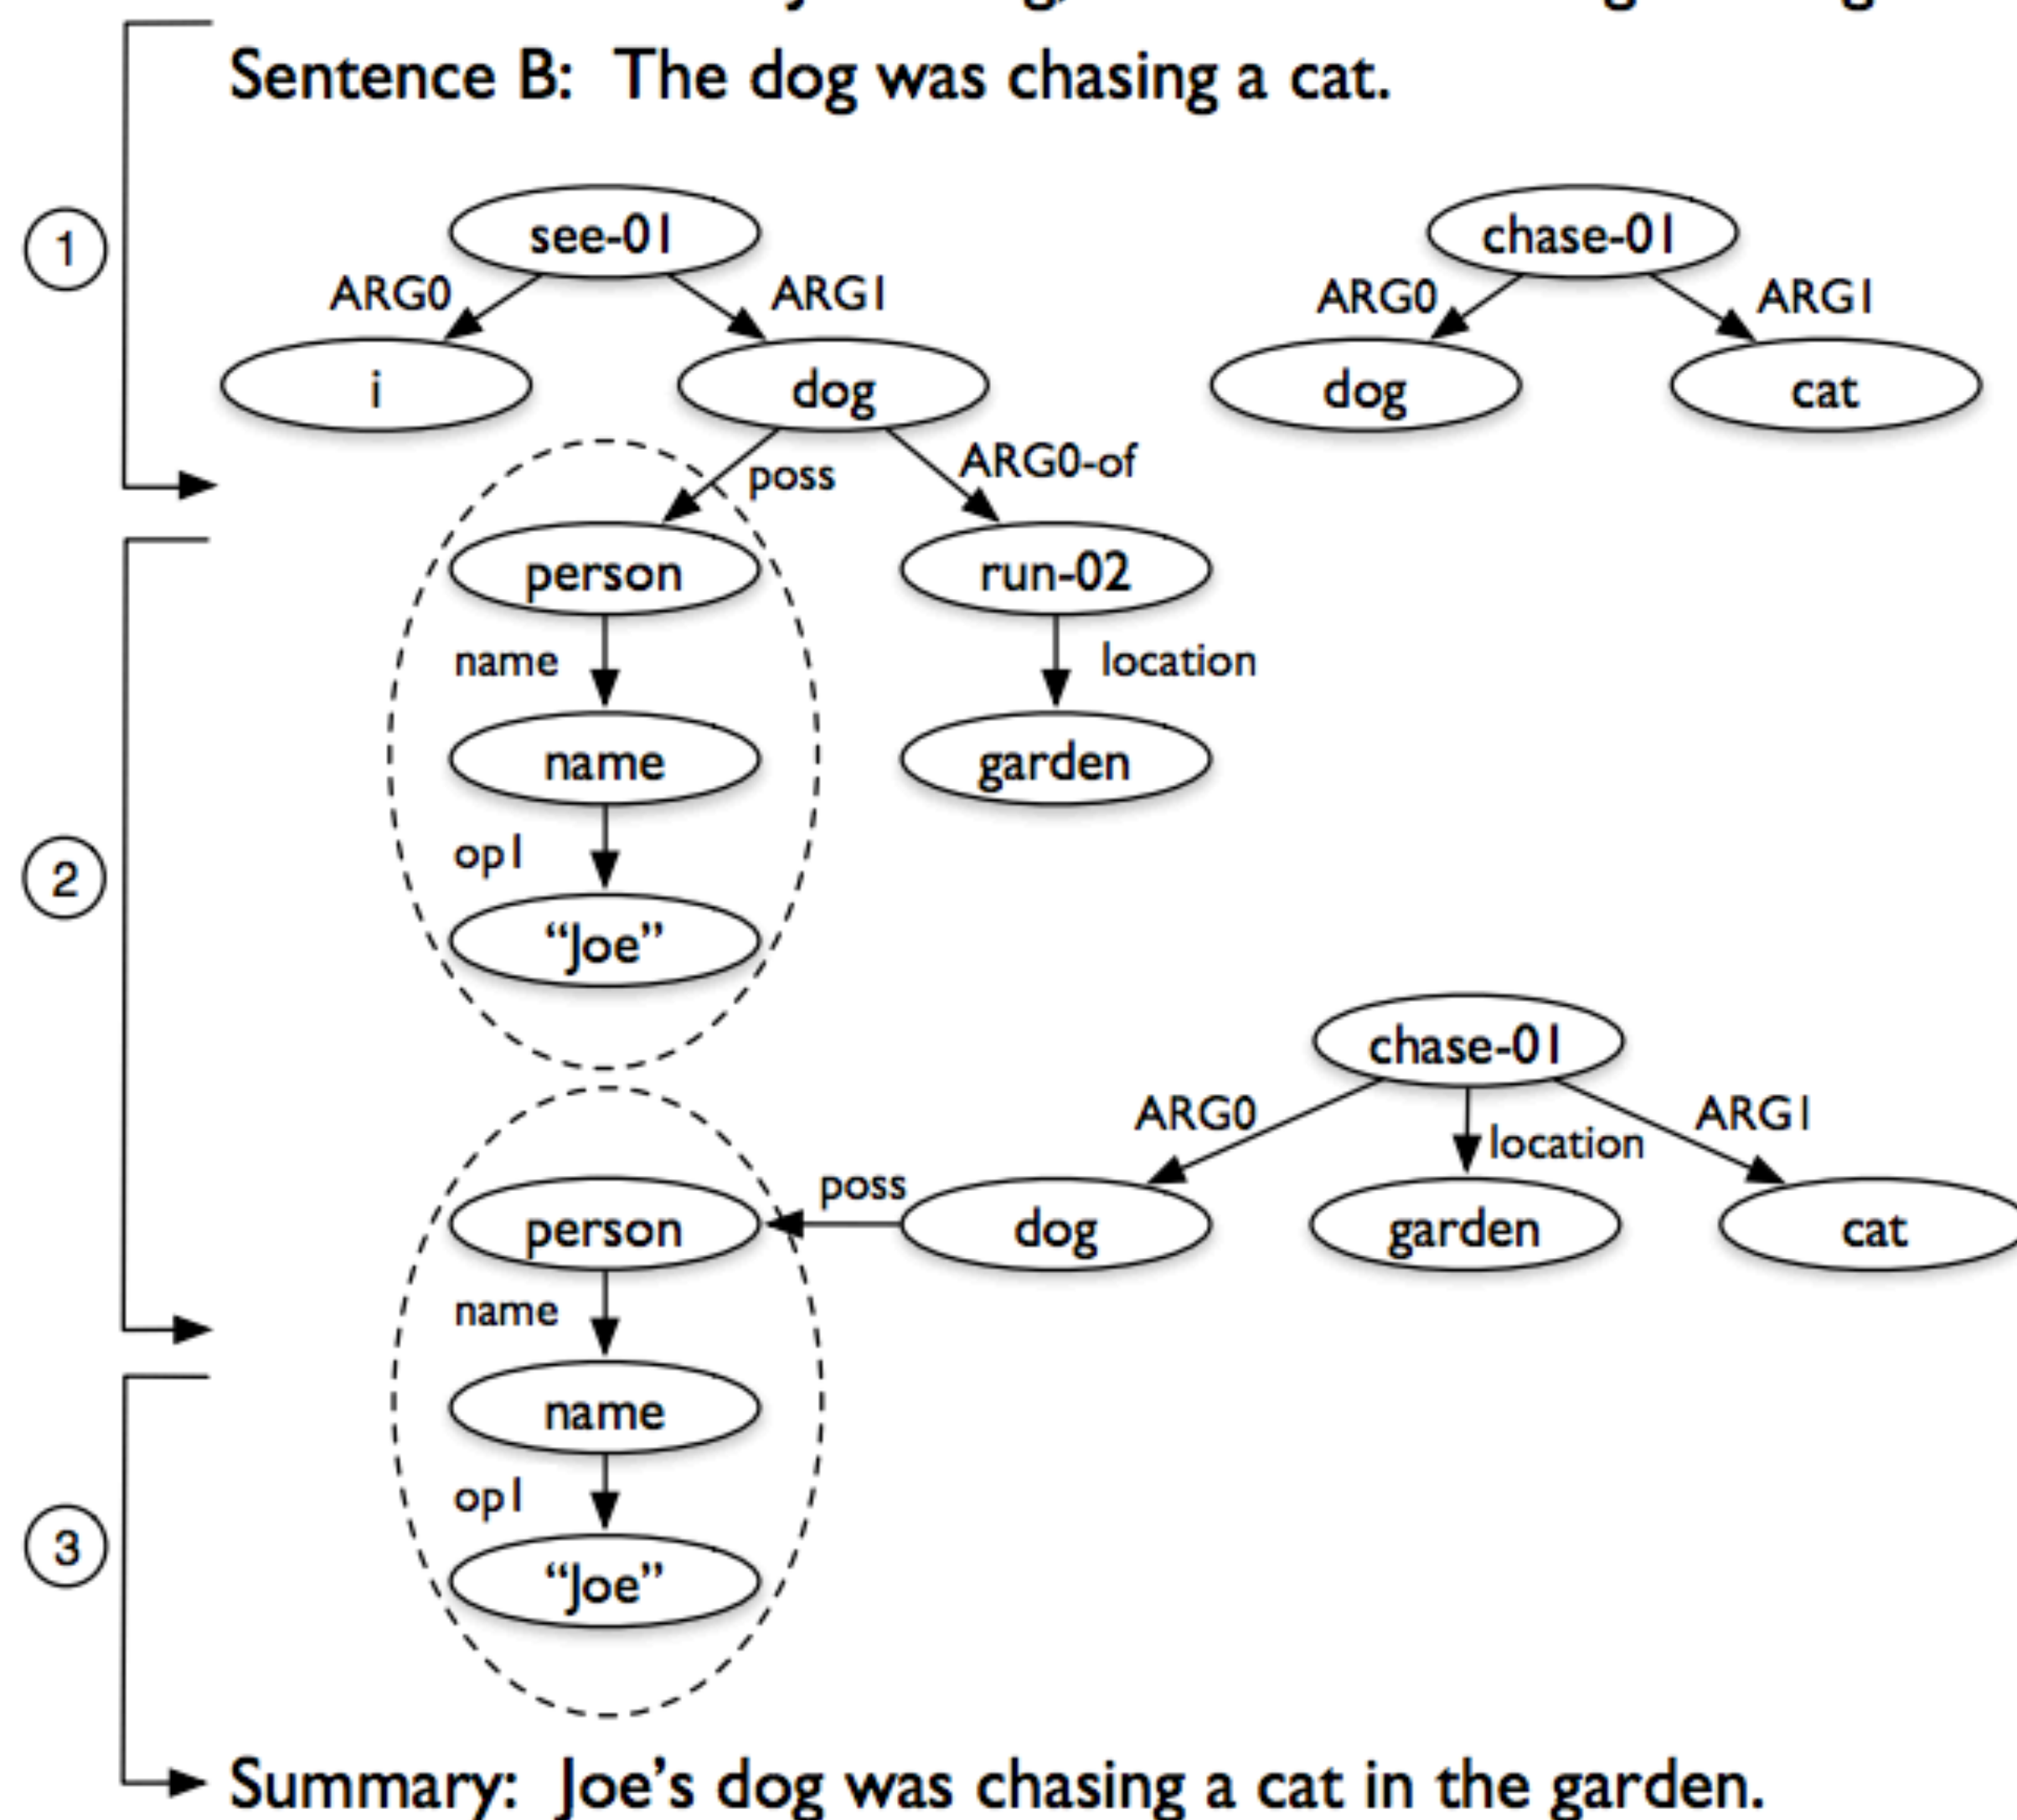 Sentence B: The dog was chasing a cat.
1
see-01
chase-01
ARG0
ARG1
ARG0
ARG1
i
dog
dog
cat
poss
ARG0-of
person
run-02
name
location
name
garden
op1
2
“Joe”
chase-01
ARG0
location
ARG1
poss
person
dog
garden
cat
name
name
op1
3
“Joe”
Summary: Joe’s dog was chasing a cat in the garden.